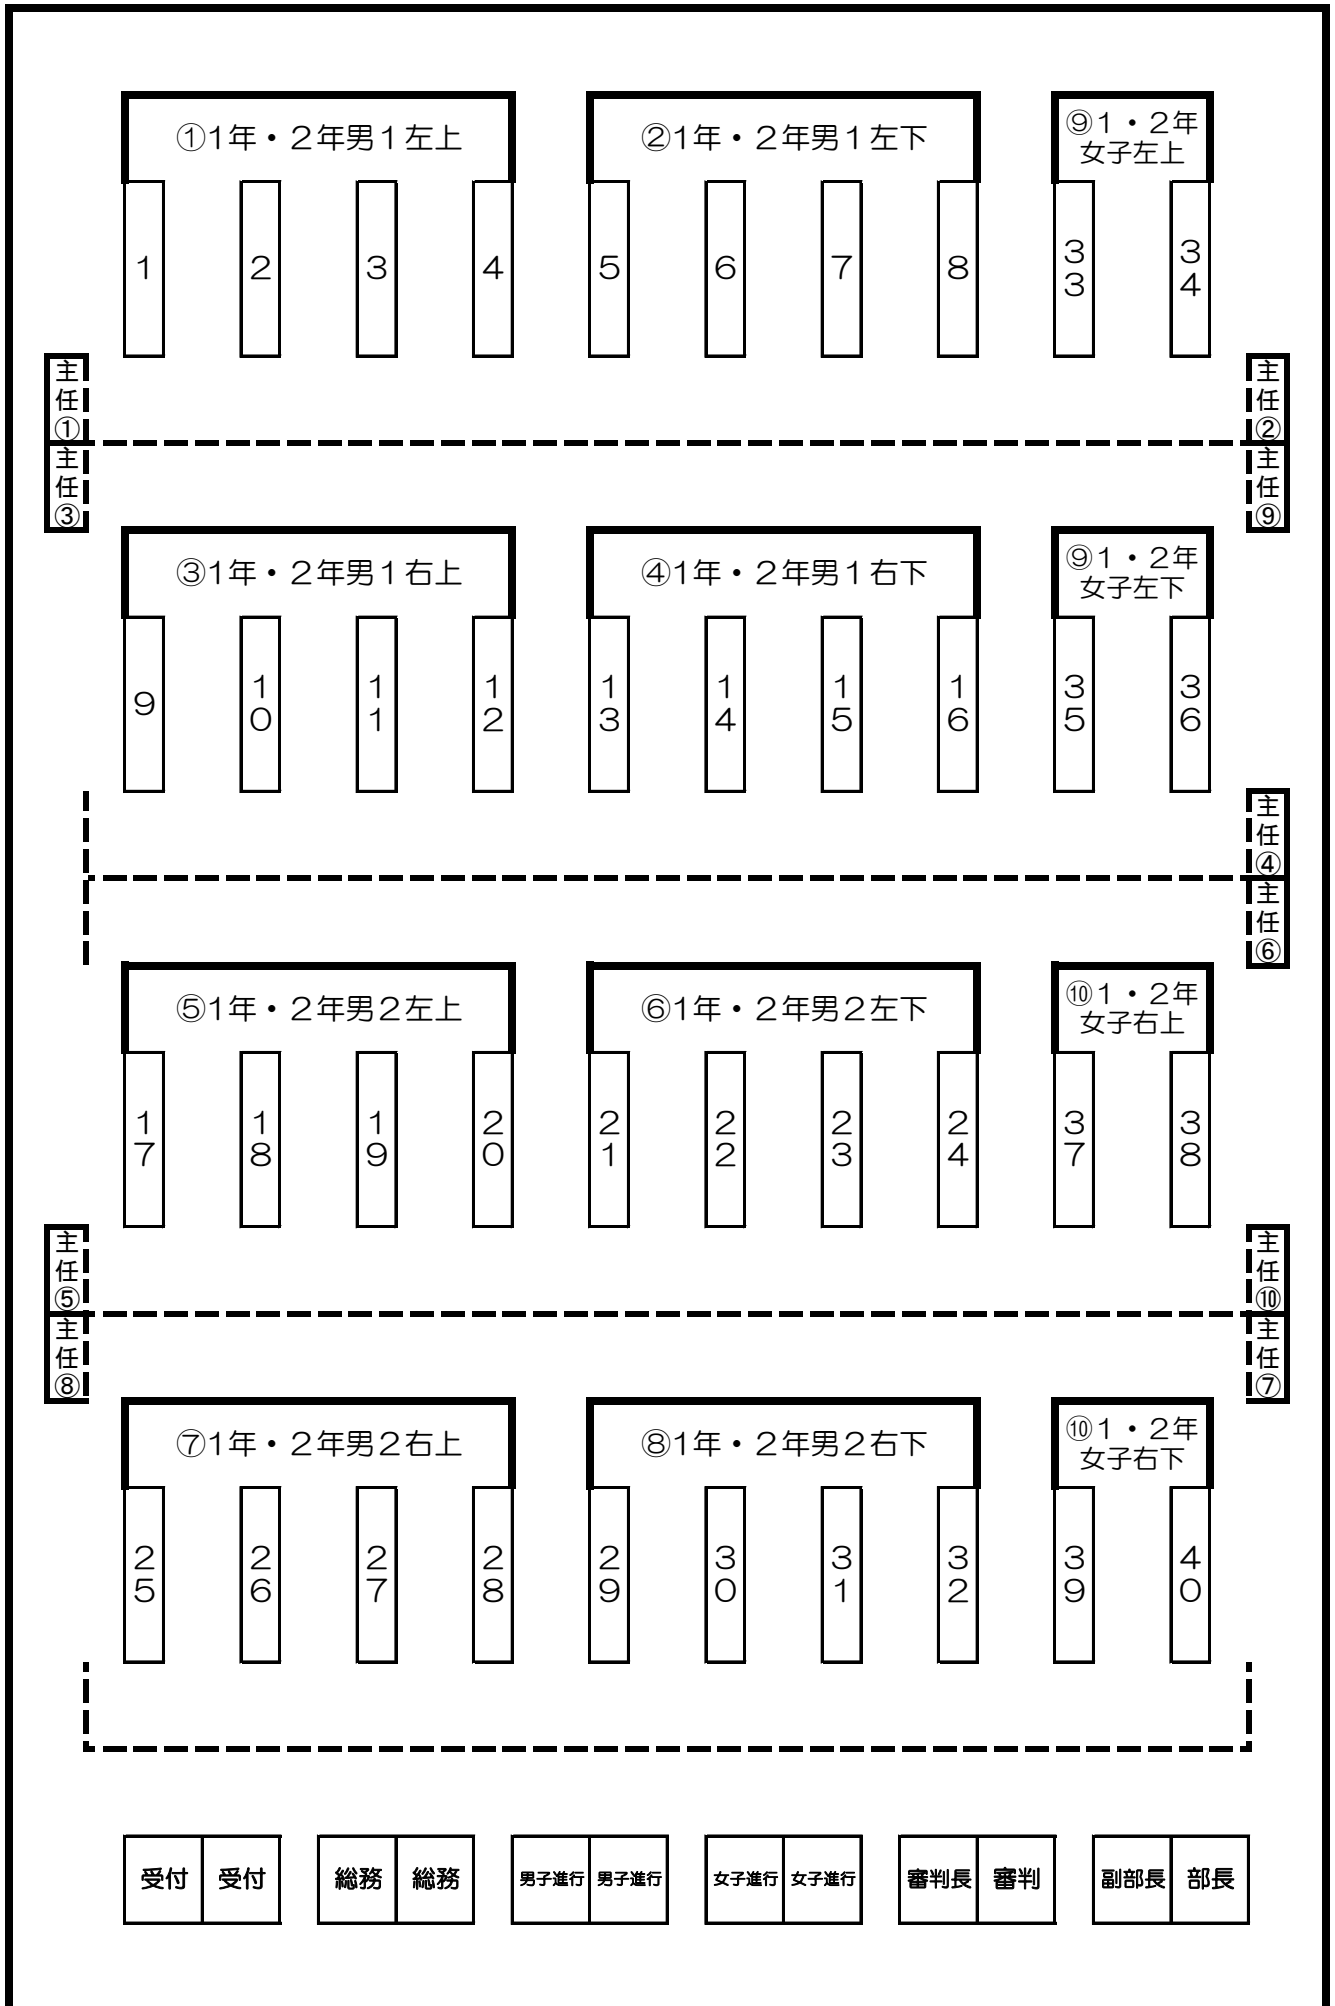 ①1年・２年男１左上
②1年・２年男１左下
⑨１・２年
女子左上
１
２
３
４
５
６
７
８
３３
３４
主任①
主任②
主任③
主任⑨
③1年・２年男１右上
④1年・２年男１右下
⑨１・２年
女子左下
９
１０
１１
１２
１３
１４
１５
１６
３５
３６
主任④
主任⑥
⑤1年・２年男２左上
⑥1年・２年男２左下
⑩１・２年
女子右上
１７
１８
１９
２０
２１
２２
２３
２４
３７
３８
主任⑤
主任⑩
主任⑧
主任⑦
⑦1年・２年男２右上
⑧1年・２年男２右下
⑩１・２年
女子右下
２５
２６
２７
２８
２９
３０
３１
３２
３９
４０
受付 受付 総務 総務 男子進行 男子進行 女子進行 女子進行 審判長 審判 副部長 部長